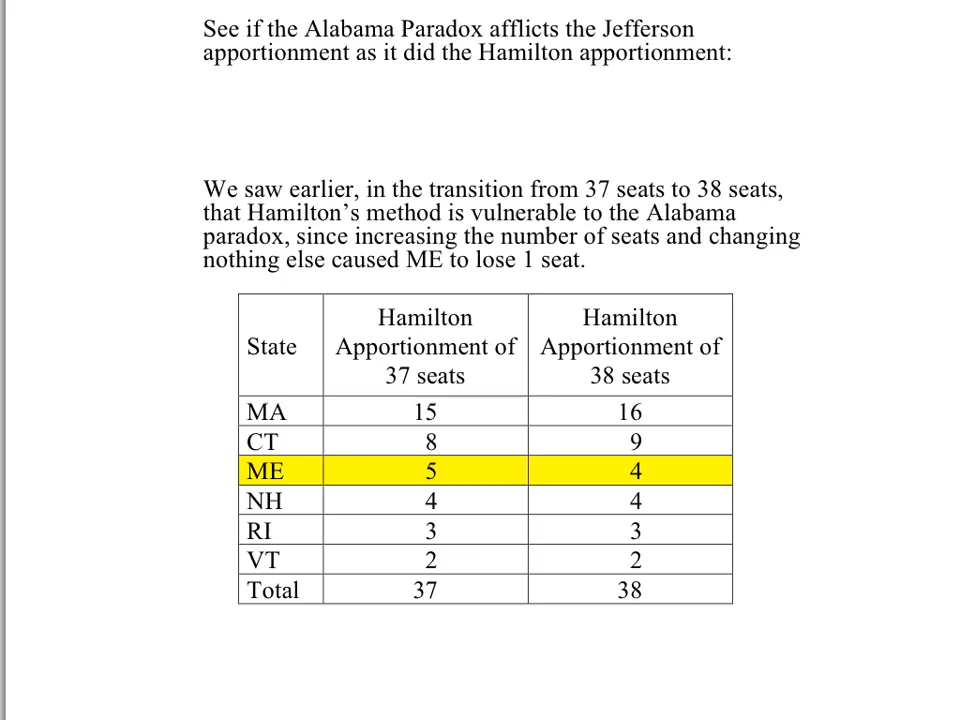 See if the Alabama Paradox afflicts the Jefferson
apportionment as it did the Hamilton apportionment:
We saw earlier, in the transition from 37 seats to 38 seats,
that Hamilton’s method is vulnerable to the Alabama
paradox, since increasing the number of seats and changing
nothing else caused ME to lose 1 seat.
State Hamilton Apportionment of 37 seats Hamilton Apportionment of 38 seats
MA 15 16
CT 8 9
ME 5 4
NH 4 4
RI 3 3
VT 2 2
Total 37 38